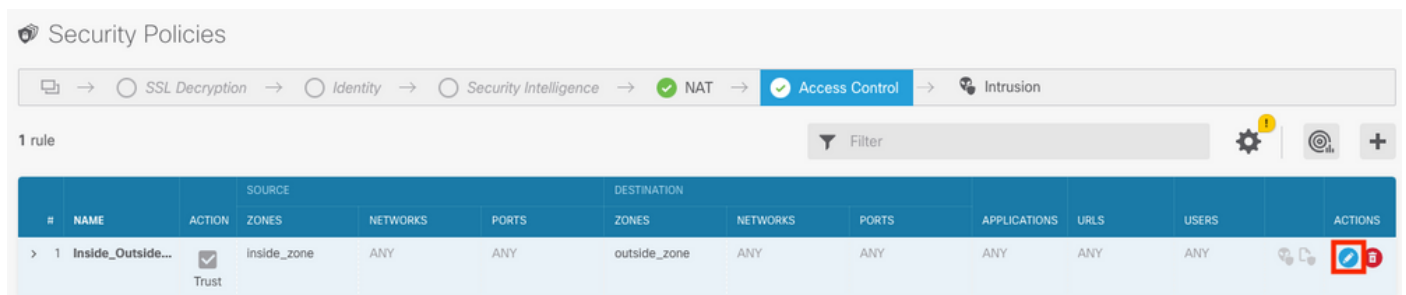 Security Policies
SSL Decryption → Identity → Security Intelligence → NAT → Access Control → Intrusion
1 rule Filter
SOURCE DESTINATION
# NAME ACTION ZONES NETWORKS PORTS ZONES NETWORKS PORTS APPLICATIONS URLS USERS ACTIONS
> 1 Inside_Outside... inside_zone ANY ANY outside_zone ANY ANY ANY ANY ANY
Trust